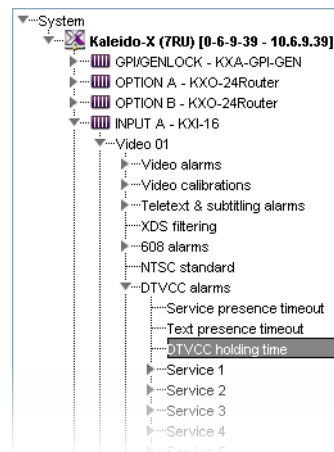 System
Kaleido-X (7RU) [0-6-9-39 - 10.6.9.39]
GPI/GENLOCK - KXA-GPI-GEN
OPTION A - KXO-24Router
OPTION B - KXO-24Router
INPUT A - KXI-16
Video 01
Video alarms
Video calibrations
Teletext & subtitling alarms
XDS filtering
608 alarms
NTSC standard
DTVCC alarms
Service presence timeout
Text presence timeout
DTVCC holding time
Service 1
Service 2
Service 3
Service 4
Service 5